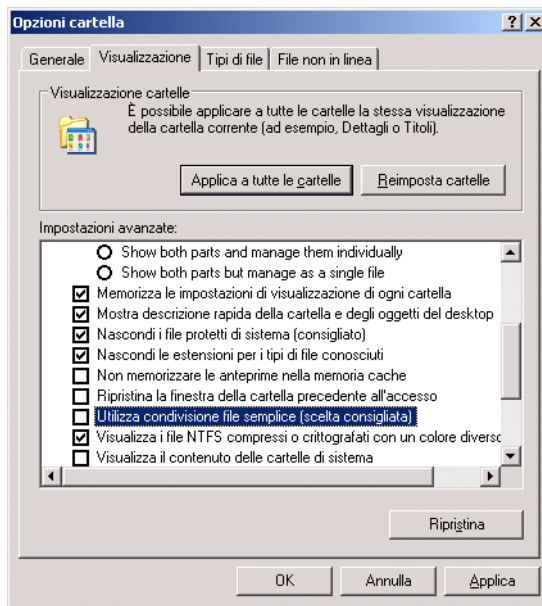 Opzioni cartella
Generale Visualizzazione Tipi di file File non in linea
Visualizzazione cartelle
È possibile applicare a tutte le cartelle la stessa visualizzazione
della cartella corrente (ad esempio, Dettagli o Titoli).
Applica a tutte le cartelle Reimposta cartelle
Impostazioni avanzate:
Show both parts and manage them individually
Show both parts but manage as a single file
Memorizza le impostazioni di visualizzazione di ogni cartella
Mostra descrizione rapida della cartella e degli oggetti del desktop
Nascondi i file protetti di sistema (consigliato)
Nascondi le estensioni per i tipi di file conosciuti
Non memorizzare le anteprime nella memoria cache
Ripristina la finestra della cartella precedente all'accesso
Utilizza condivisione file semplice (scelta consigliata)
Visualizza i file NTFS compressi o crittografati con un colore diverso
Visualizza il contenuto delle cartelle di sistema
Ripristina
OK Annulla Applica